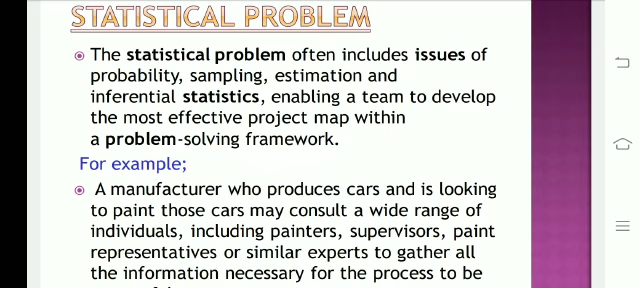 STATISTICAL PROBLEM
The statistical problem often includes issues of
probability, sampling, estimation and
inferential statistics, enabling a team to develop
the most effective project map within
a problem-solving framework.
For example;
A manufacturer who produces cars and is looking
to paint those cars may consult a wide range of
individuals, including painters, supervisors, paint
representatives or similar experts to gather all
the information necessary for the process to be